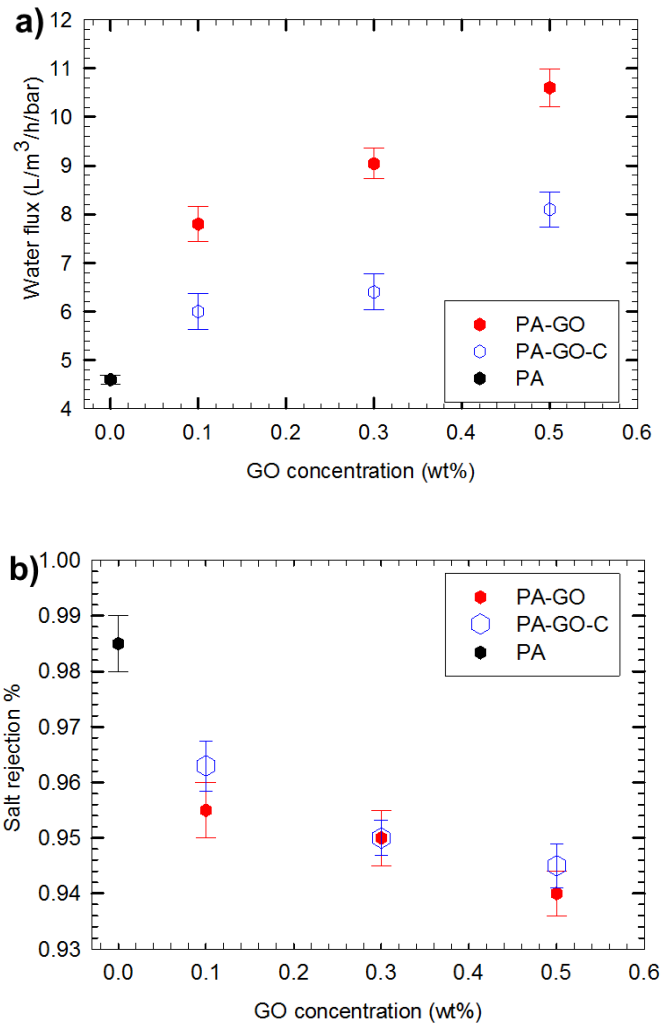 a)
12
11
10
9
8
7
6
5
4
Water flux (L/m³/h/bar)
PA-GO
PA-GO-C
PA
0.0 0.1 0.2 0.3 0.4 0.5 0.6
GO concentration (wt%)
b)
1.00
0.99
0.98
0.97
0.96
0.95
0.94
0.93
Salt rejection %
PA-GO
PA-GO-C
PA
0.0 0.1 0.2 0.3 0.4 0.5 0.6
GO concentration (wt%)